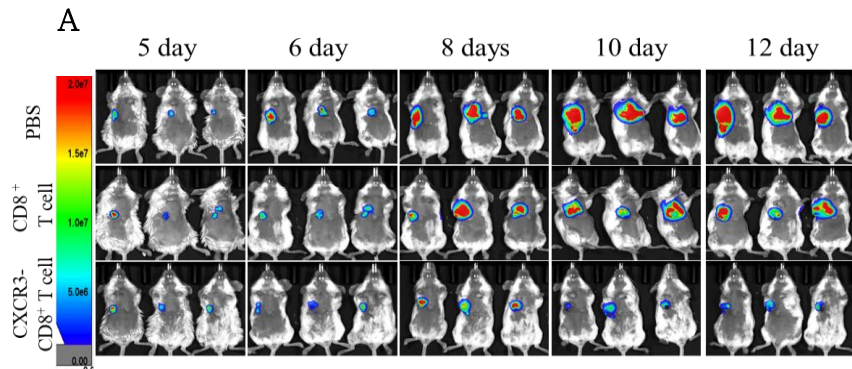 A
5 day 6 day 8 days 10 day 12 day
2.0e7
1.5e7
1.0e7
5.0e6
0.00
PBS
CD8⁺
T cell
CXCR3-
CD8⁺ T cell